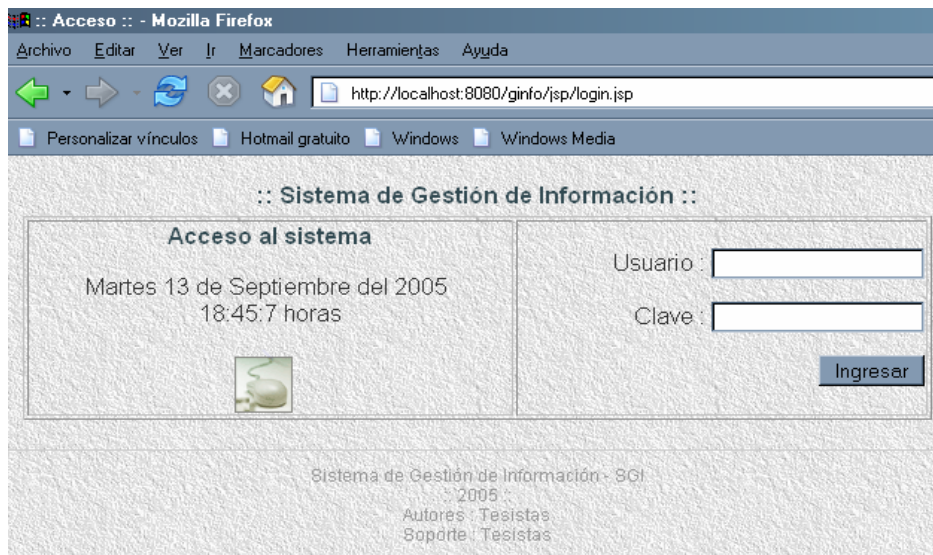 :: Acceso :: - Mozilla Firefox
Archivo Editar Ver Ir Marcadores Herramientas Ayuda
http://localhost:8080/ginfo/jsp/login.jsp
Personalizar vínculos Hotmail gratuito Windows Windows Media
:: Sistema de Gestión de Información ::
Acceso al sistema
Martes 13 de Septiembre del 2005
18:45:7 horas
Usuario :
Clave :
Ingresar
Sistema de Gestión de Información - SGI
:: 2005 ::
Autores : Tesistas
Soporte : Tesistas